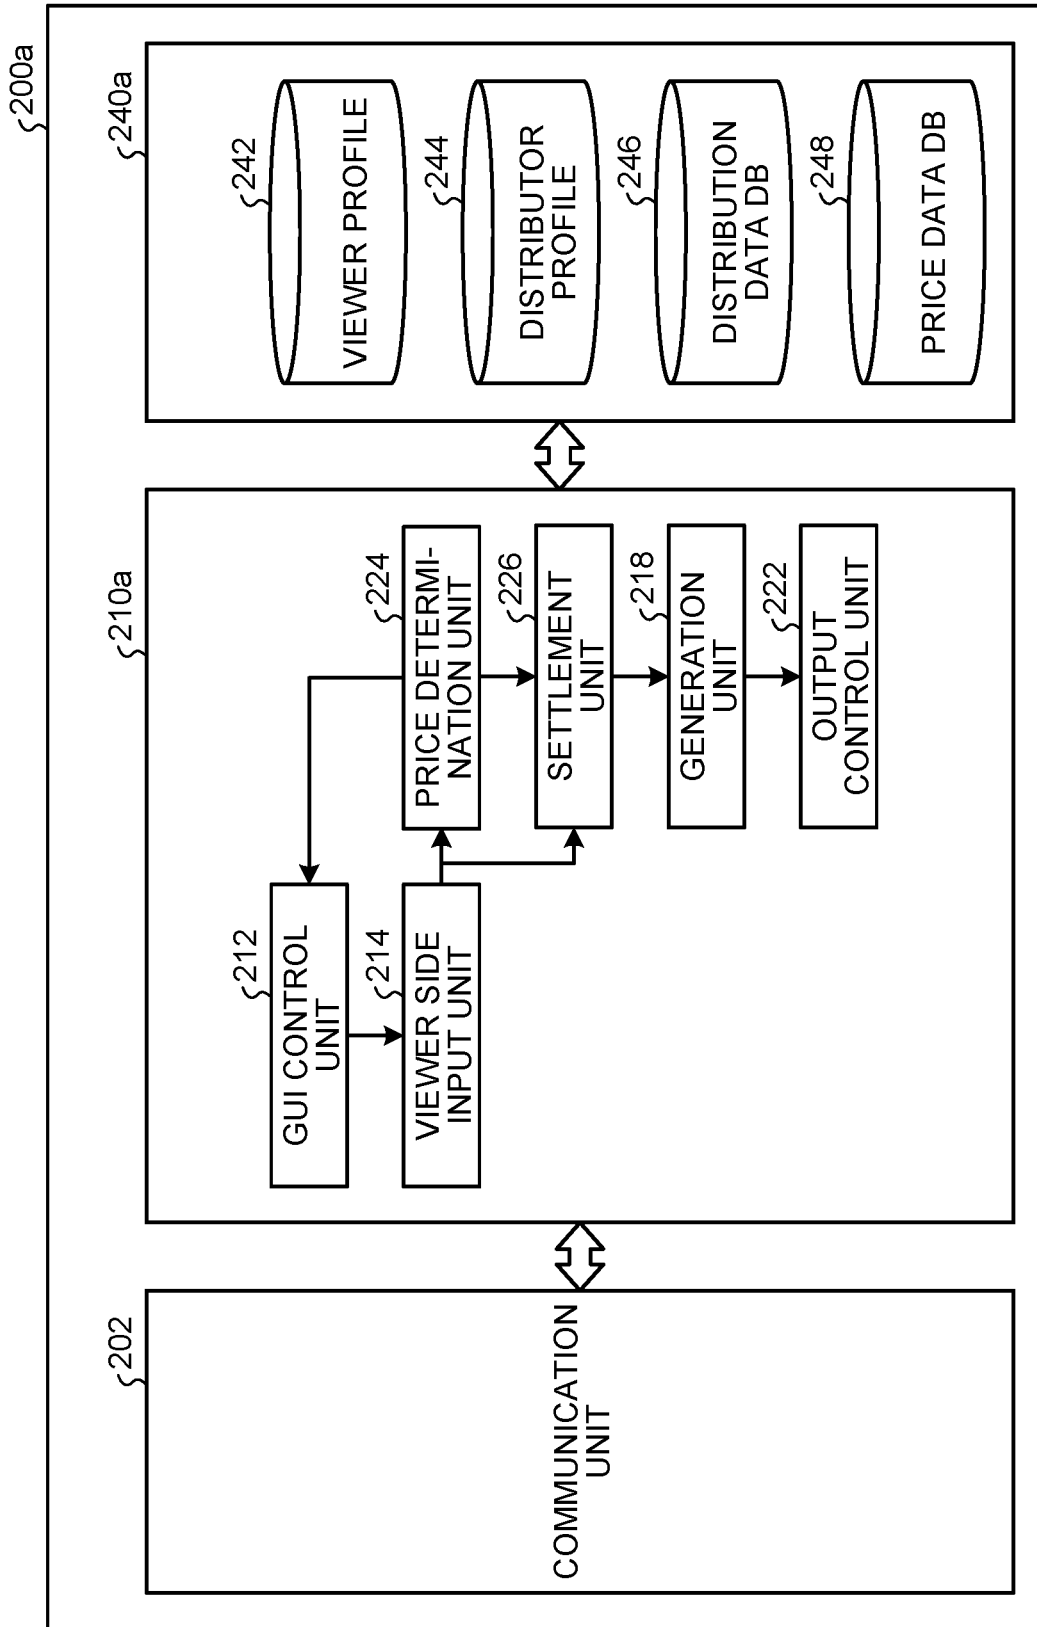 200a
202
COMMUNICATION
UNIT
210a
212
GUI CONTROL
UNIT
214
VIEWER SIDE
INPUT UNIT
224
PRICE DETERMI-
NATION UNIT
226
SETTLEMENT
UNIT
218
GENERATION
UNIT
222
OUTPUT
CONTROL UNIT
240a
242
VIEWER PROFILE
244
DISTRIBUTOR
PROFILE
246
DISTRIBUTION
DATA DB
248
PRICE DATA DB